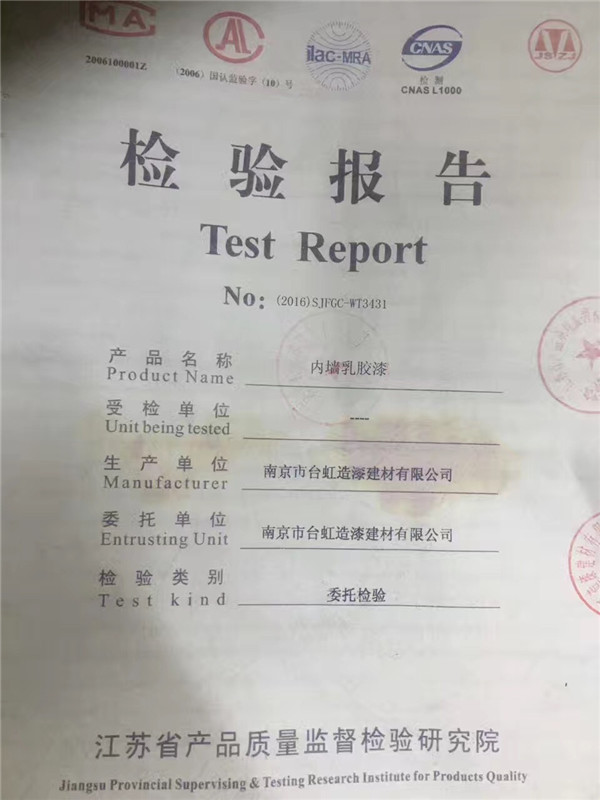 MA
2006100001Z
CAL
(2006)国认监验字(10)号
ilac-MRA
CNAS
检测
CNAS L1000
JSZJ
检验报告
Test Report
No: (2016)SJFGC-WT3431
产品名称 内墙乳胶漆
Product Name
受检单位 ----
Unit being tested
生产单位 南京市台虹造漆建材有限公司
Manufacturer
委托单位 南京市台虹造漆建材有限公司
Entrusting Unit
检验类别 委托检验
Test kind
江苏省产品质量监督检验研究院
Jiangsu Provincial Supervising & Testing Research Institute for Products Quality